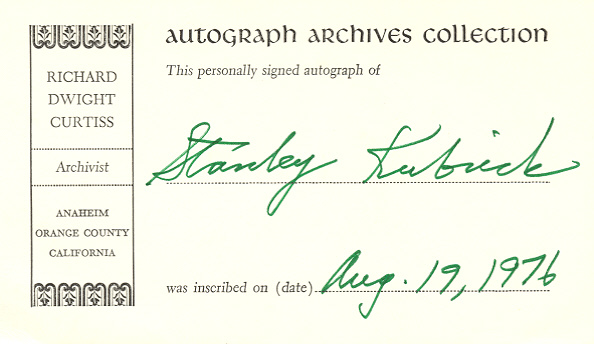 AUTOGRAPH ARCHIVES COLLECTION
This personally signed autograph of
Stanley Kubrick
was inscribed on (date) Aug. 19, 1976
RICHARD
DWIGHT
CURTISS
Archivist
ANAHEIM
ORANGE COUNTY
CALIFORNIA